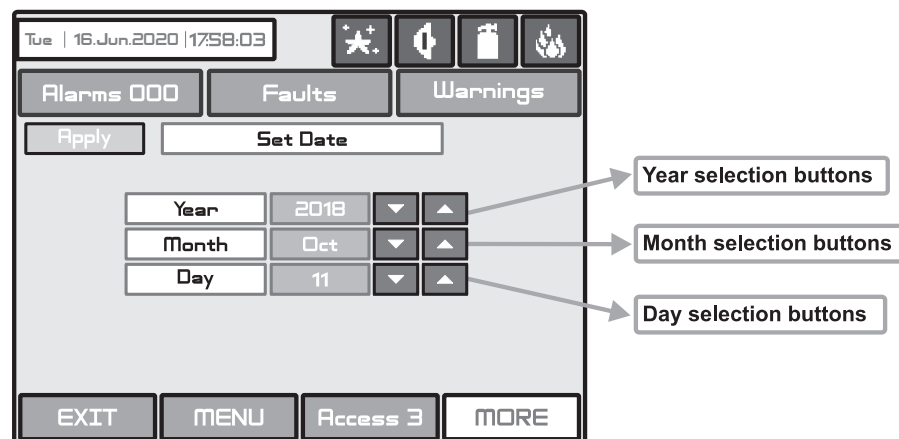 Tue | 16.Jun.2020 |17:58:03
Alarms 000 Faults Warnings
Apply Set Date
Year 2018
Month Oct
Day 11
Year selection buttons
Month selection buttons
Day selection buttons
EXIT MENU Access 3 MORE